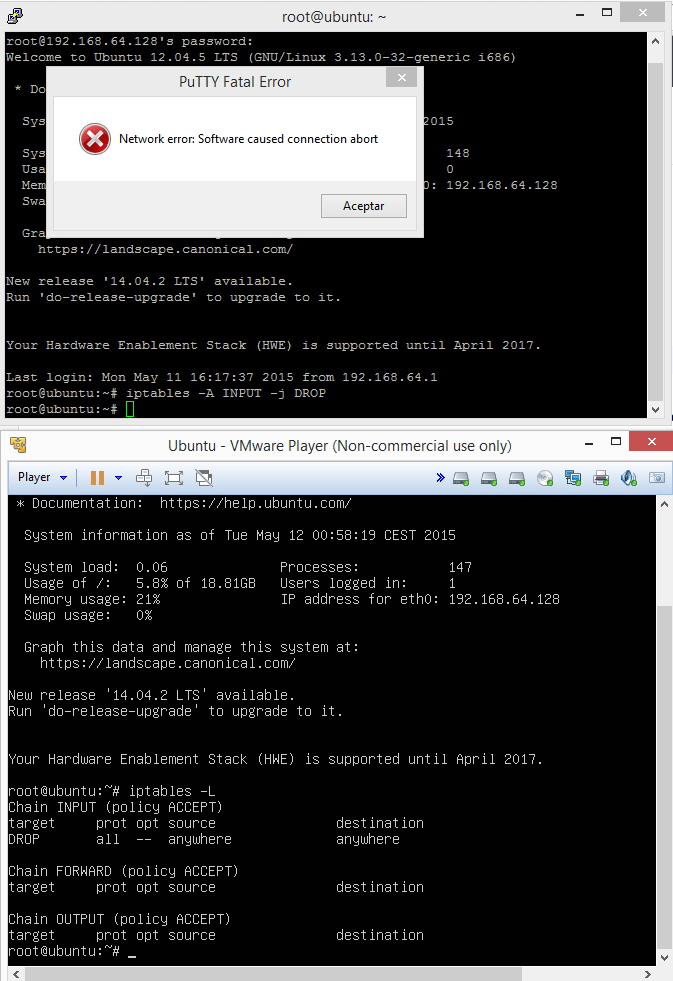 root@ubuntu: ~
root@192.168.64.128's password:
Welcome to Ubuntu 12.04.5 LTS (GNU/Linux 3.13.0-32-generic i686)
PuTTY Fatal Error
* Do
Sys 2015
Network error: Software caused connection abort
Sys 148
Usa 0
Mem 0: 192.168.64.128
Swa
Aceptar
Gra
https://landscape.canonical.com/
New release '14.04.2 LTS' available.
Run 'do-release-upgrade' to upgrade to it.
Your Hardware Enablement Stack (HWE) is supported until April 2017.
Last login: Mon May 11 16:17:37 2015 from 192.168.64.1
root@ubuntu:~# iptables -A INPUT -j DROP
root@ubuntu:~#
Ubuntu - VMware Player (Non-commercial use only)
Player
* Documentation: https://help.ubuntu.com/
System information as of Tue May 12 00:58:19 CEST 2015
System load: 0.06 Processes: 147
Usage of /: 5.8% of 18.81GB Users logged in: 1
Memory usage: 21% IP address for eth0: 192.168.64.128
Swap usage: 0%
Graph this data and manage this system at:
https://landscape.canonical.com/
New release '14.04.2 LTS' available.
Run 'do-release-upgrade' to upgrade to it.
Your Hardware Enablement Stack (HWE) is supported until April 2017.
root@ubuntu:~# iptables -L
Chain INPUT (policy ACCEPT)
target prot opt source destination
DROP all -- anywhere anywhere
Chain FORWARD (policy ACCEPT)
target prot opt source destination
Chain OUTPUT (policy ACCEPT)
target prot opt source destination
root@ubuntu:~# _